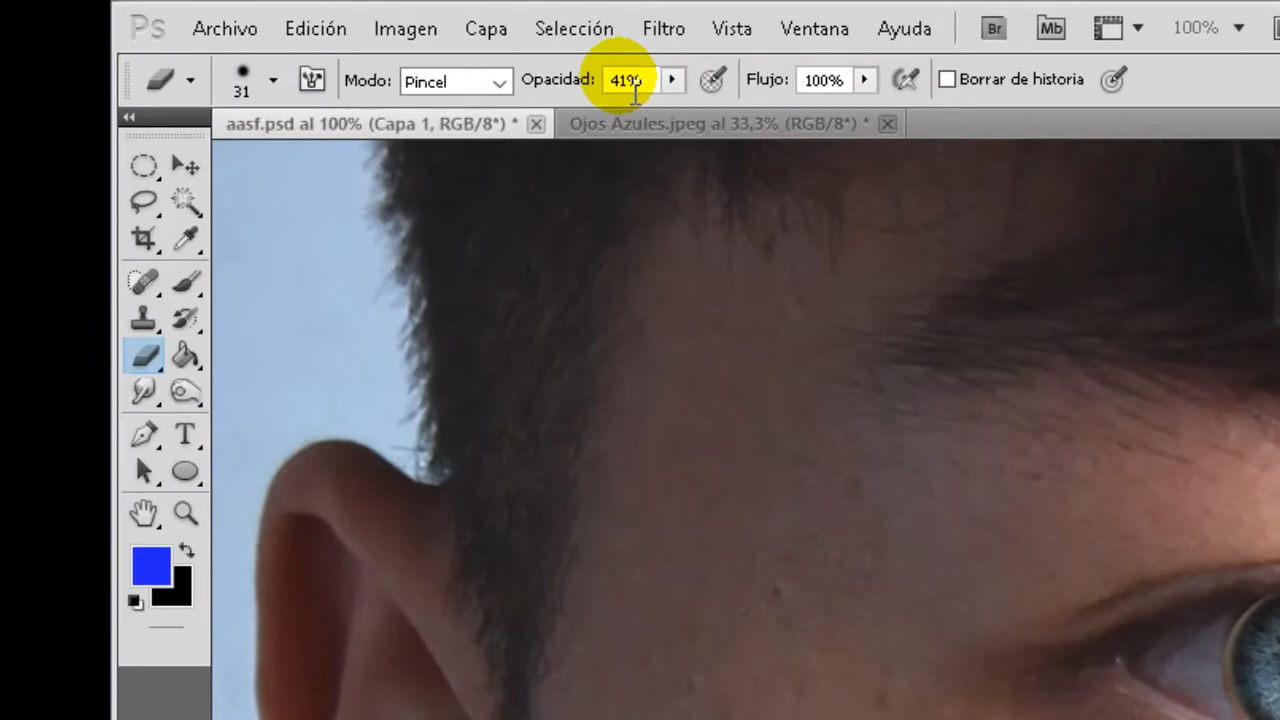 Ps Archivo Edición Imagen Capa Selección Filtro Vista Ventana Ayuda Br Mb 100%
31 Modo: Pincel Opacidad: 41% Flujo: 100% Borrar de historia
aasf.psd al 100% (Capa 1, RGB/8*) * Ojos Azules.jpeg al 33,3% (RGB/8*) *
T